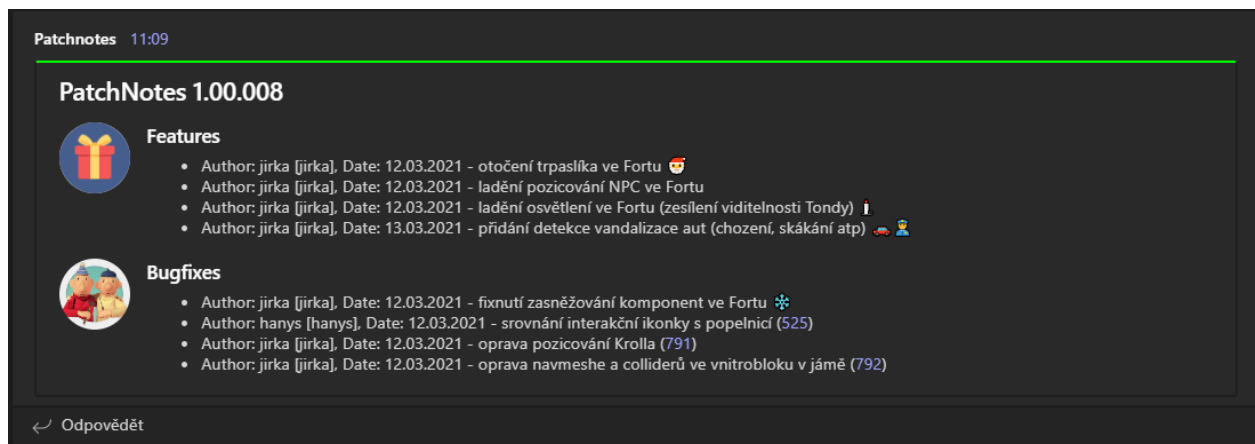 Patchnotes 11:09
PatchNotes 1.00.008
Features
• Author: jirka [jirka], Date: 12.03.2021 - otočení trpaslíka ve Fortu 🎅
• Author: jirka [jirka], Date: 12.03.2021 - ladění pozicování NPC ve Fortu
• Author: jirka [jirka], Date: 12.03.2021 - ladění osvětlení ve Fortu (zesílení viditelnosti Tondy) 🕯
• Author: jirka [jirka], Date: 13.03.2021 - přidání detekce vandalizace aut (chození, skákání atp) 🚗 👮
Bugfixes
• Author: jirka [jirka], Date: 12.03.2021 - fixnutí zasněžování komponent ve Fortu ❄
• Author: hanys [hanys], Date: 12.03.2021 - srovnání interakční ikonky s popelnicí (525)
• Author: jirka [jirka], Date: 12.03.2021 - oprava pozicování Krolla (791)
• Author: jirka [jirka], Date: 12.03.2021 - oprava navmeshe a colliderů ve vnitrobloku v jámě (792)
Odpovědět